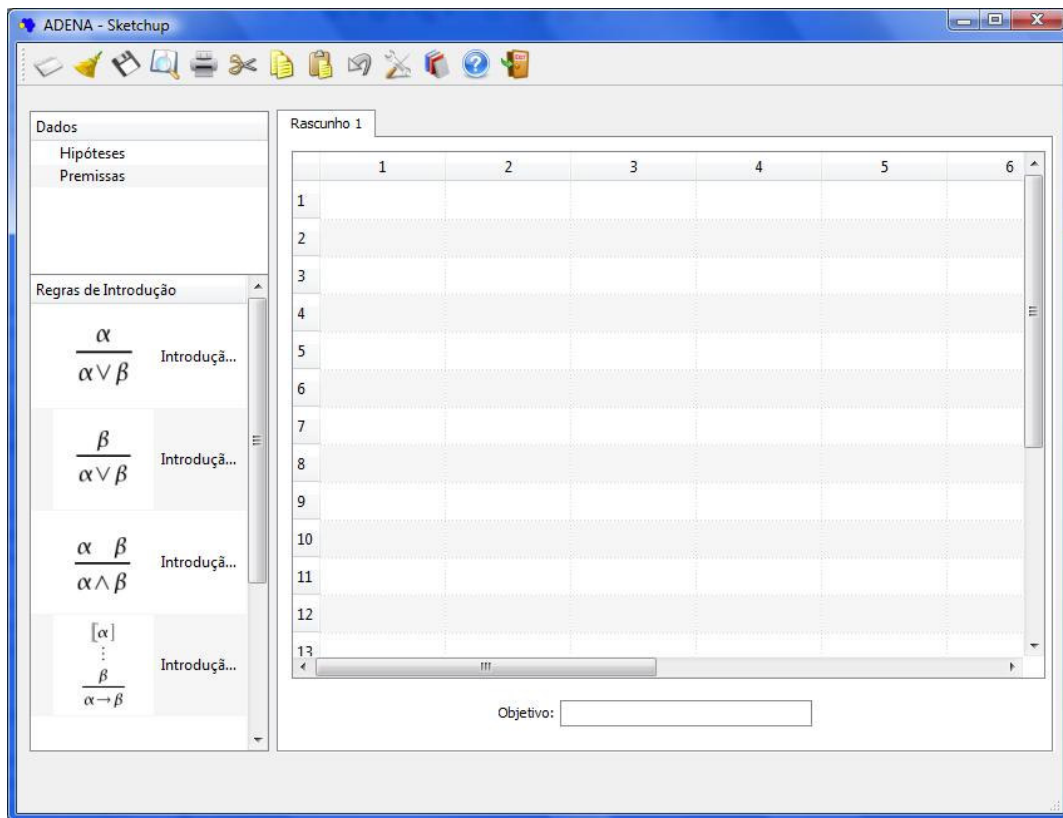 ADENA - Sketchup
Dados
Hipóteses
Premissas
Regras de Introdução
α
α∨β
Introduçã...
β
α∨β
Introduçã...
α β
α∧β
Introduçã...
[α]
⋮
β
α→β
Introduçã...
Rascunho 1
1 2 3 4 5 6
1
2
3
4
5
6
7
8
9
10
11
12
13
Objetivo: